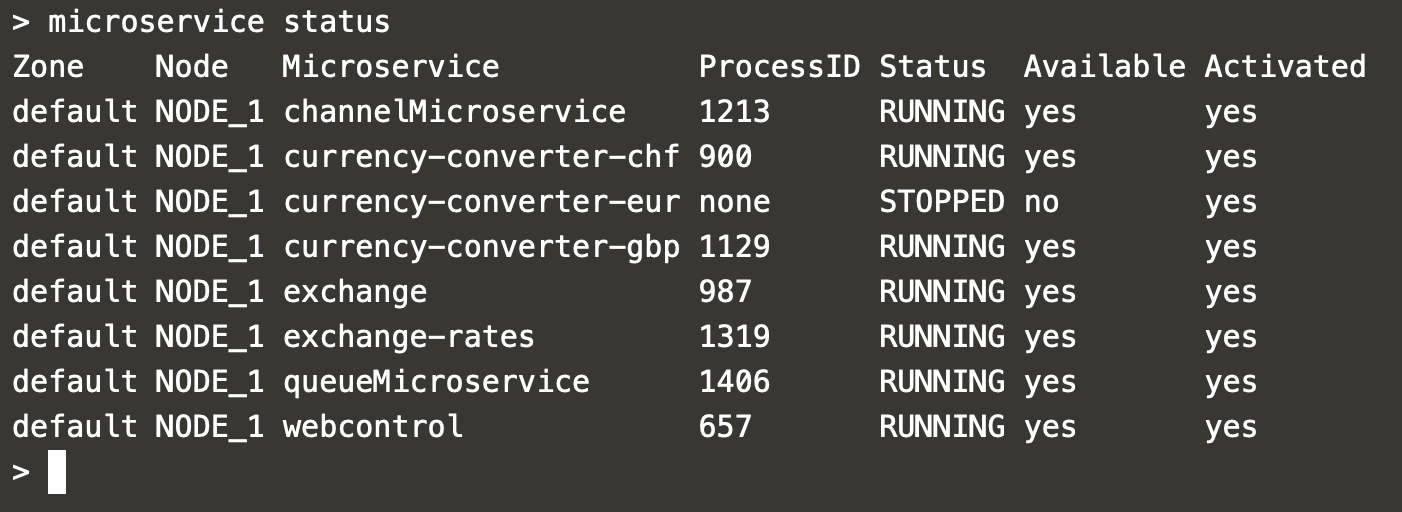 > microservice status
Zone    Node   Microservice           ProcessID Status  Available Activated
default NODE_1 channelMicroservice    1213      RUNNING yes       yes
default NODE_1 currency-converter-chf 900       RUNNING yes       yes
default NODE_1 currency-converter-eur none      STOPPED no        yes
default NODE_1 currency-converter-gbp 1129      RUNNING yes       yes
default NODE_1 exchange               987       RUNNING yes       yes
default NODE_1 exchange-rates         1319      RUNNING yes       yes
default NODE_1 queueMicroservice      1406      RUNNING yes       yes
default NODE_1 webcontrol             657       RUNNING yes       yes
>